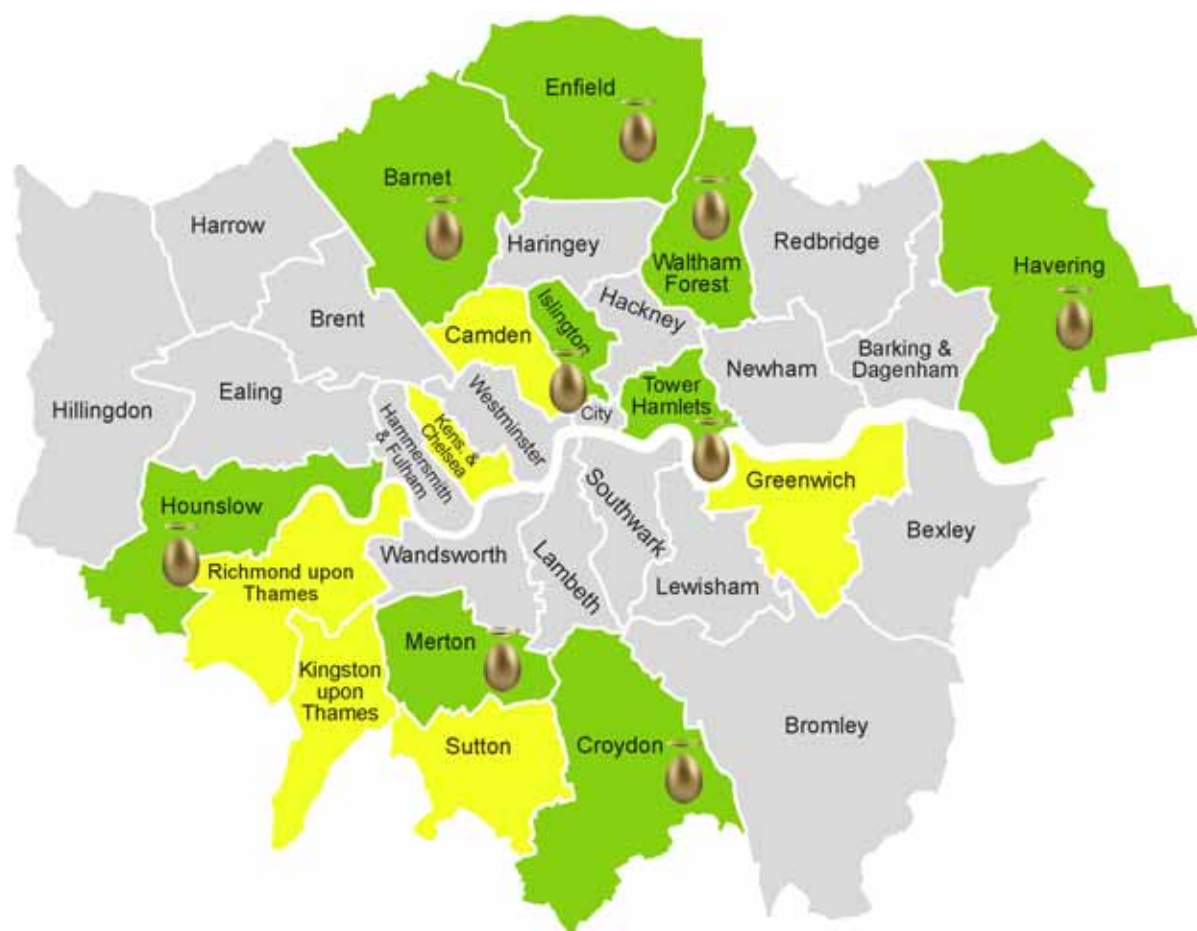 Enfield
Barnet
Harrow
Haringey
Waltham
Forest
Redbridge
Havering
Islington
Hackney
Brent
Camden
Barking &
Dagenham
Newham
Ealing
Tower
Hamlets
Hillingdon
Westminster
City
Kens. &
Chelsea
Hammersmith
& Fulham
Greenwich
Southwark
Hounslow
Bexley
Wandsworth
Lambeth
Richmond upon
Thames
Lewisham
Merton
Kingston
upon
Thames
Bromley
Sutton
Croydon